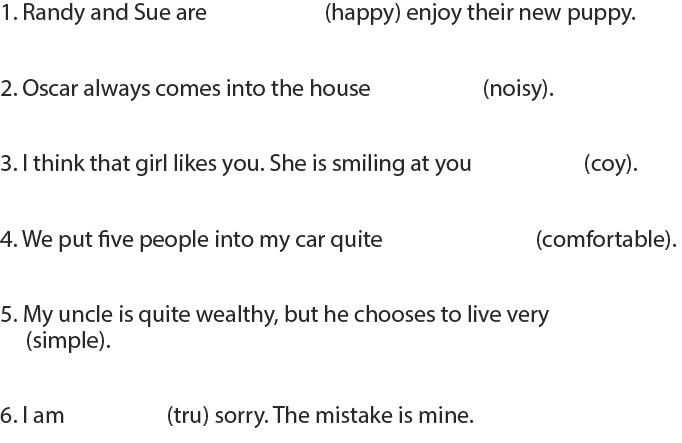 1. Randy and Sue are (happy) enjoy their new puppy.
2. Oscar always comes into the house (noisy).
3. I think that girl likes you. She is smiling at you (coy).
4. We put five people into my car quite (comfortable).
5. My uncle is quite wealthy, but he chooses to live very
(simple).
6. I am (tru) sorry. The mistake is mine.